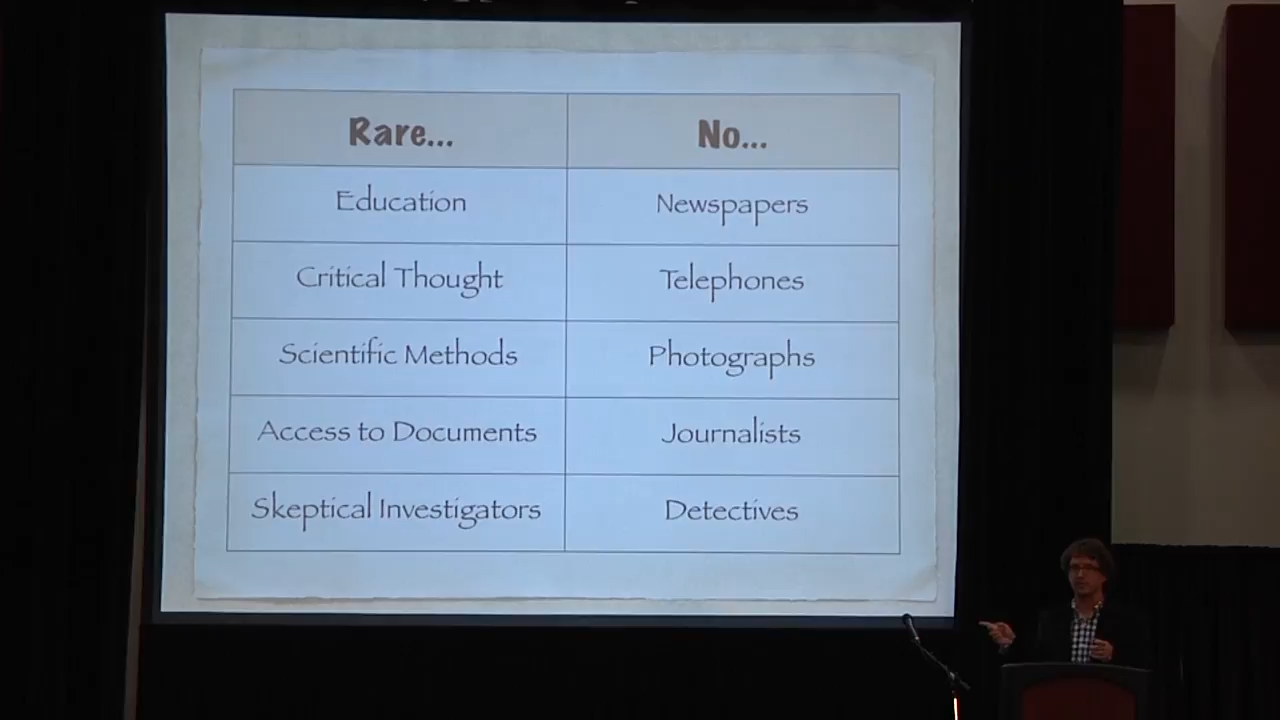 Rare...
No...
Education
Newspapers
Critical Thought
Telephones
Scientific Methods
Photographs
Access to Documents
Journalists
Skeptical Investigators
Detectives